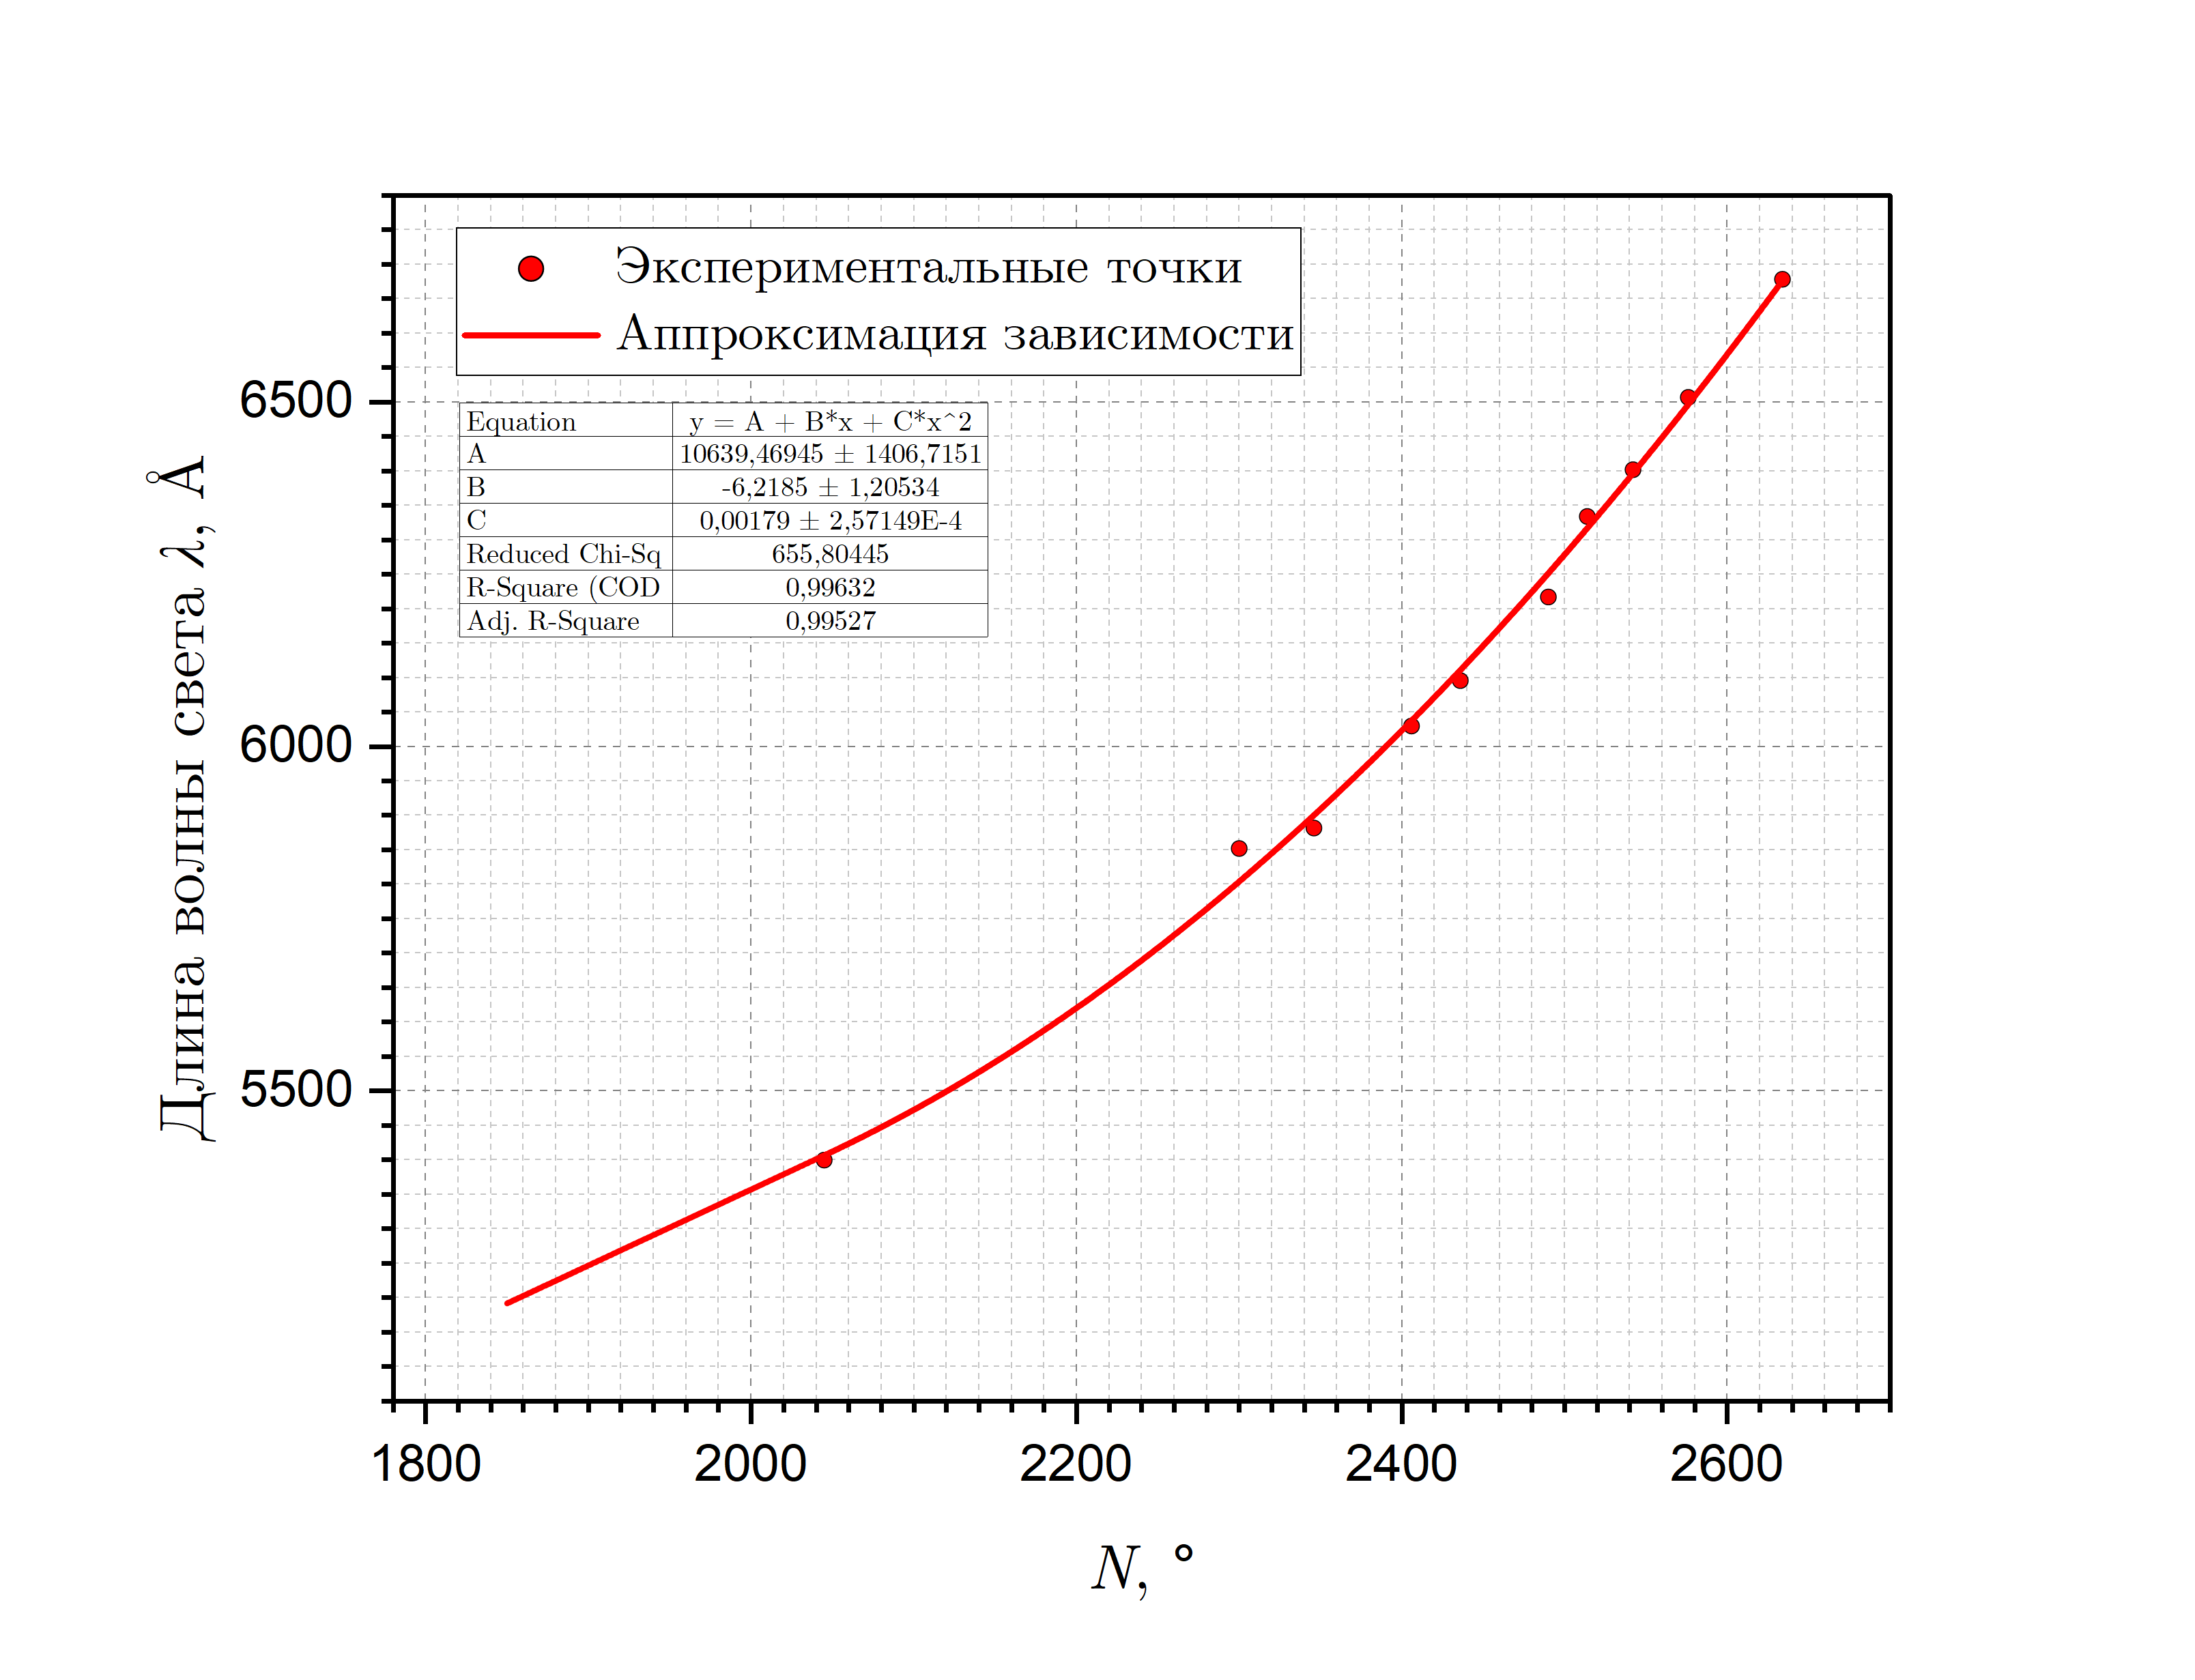 Экспериментальные точки
Аппроксимация зависимости
Equation y = A + B*x + C*x^2
A 10639,46945 ± 1406,7151
B -6,2185 ± 1,20534
C 0,00179 ± 2,57149E-4
Reduced Chi-Sq 655,80445
R-Square (COD 0,99632
Adj. R-Square 0,99527
Длина волны света λ, Å
6500
6000
5500
1800 2000 2200 2400 2600
N, °